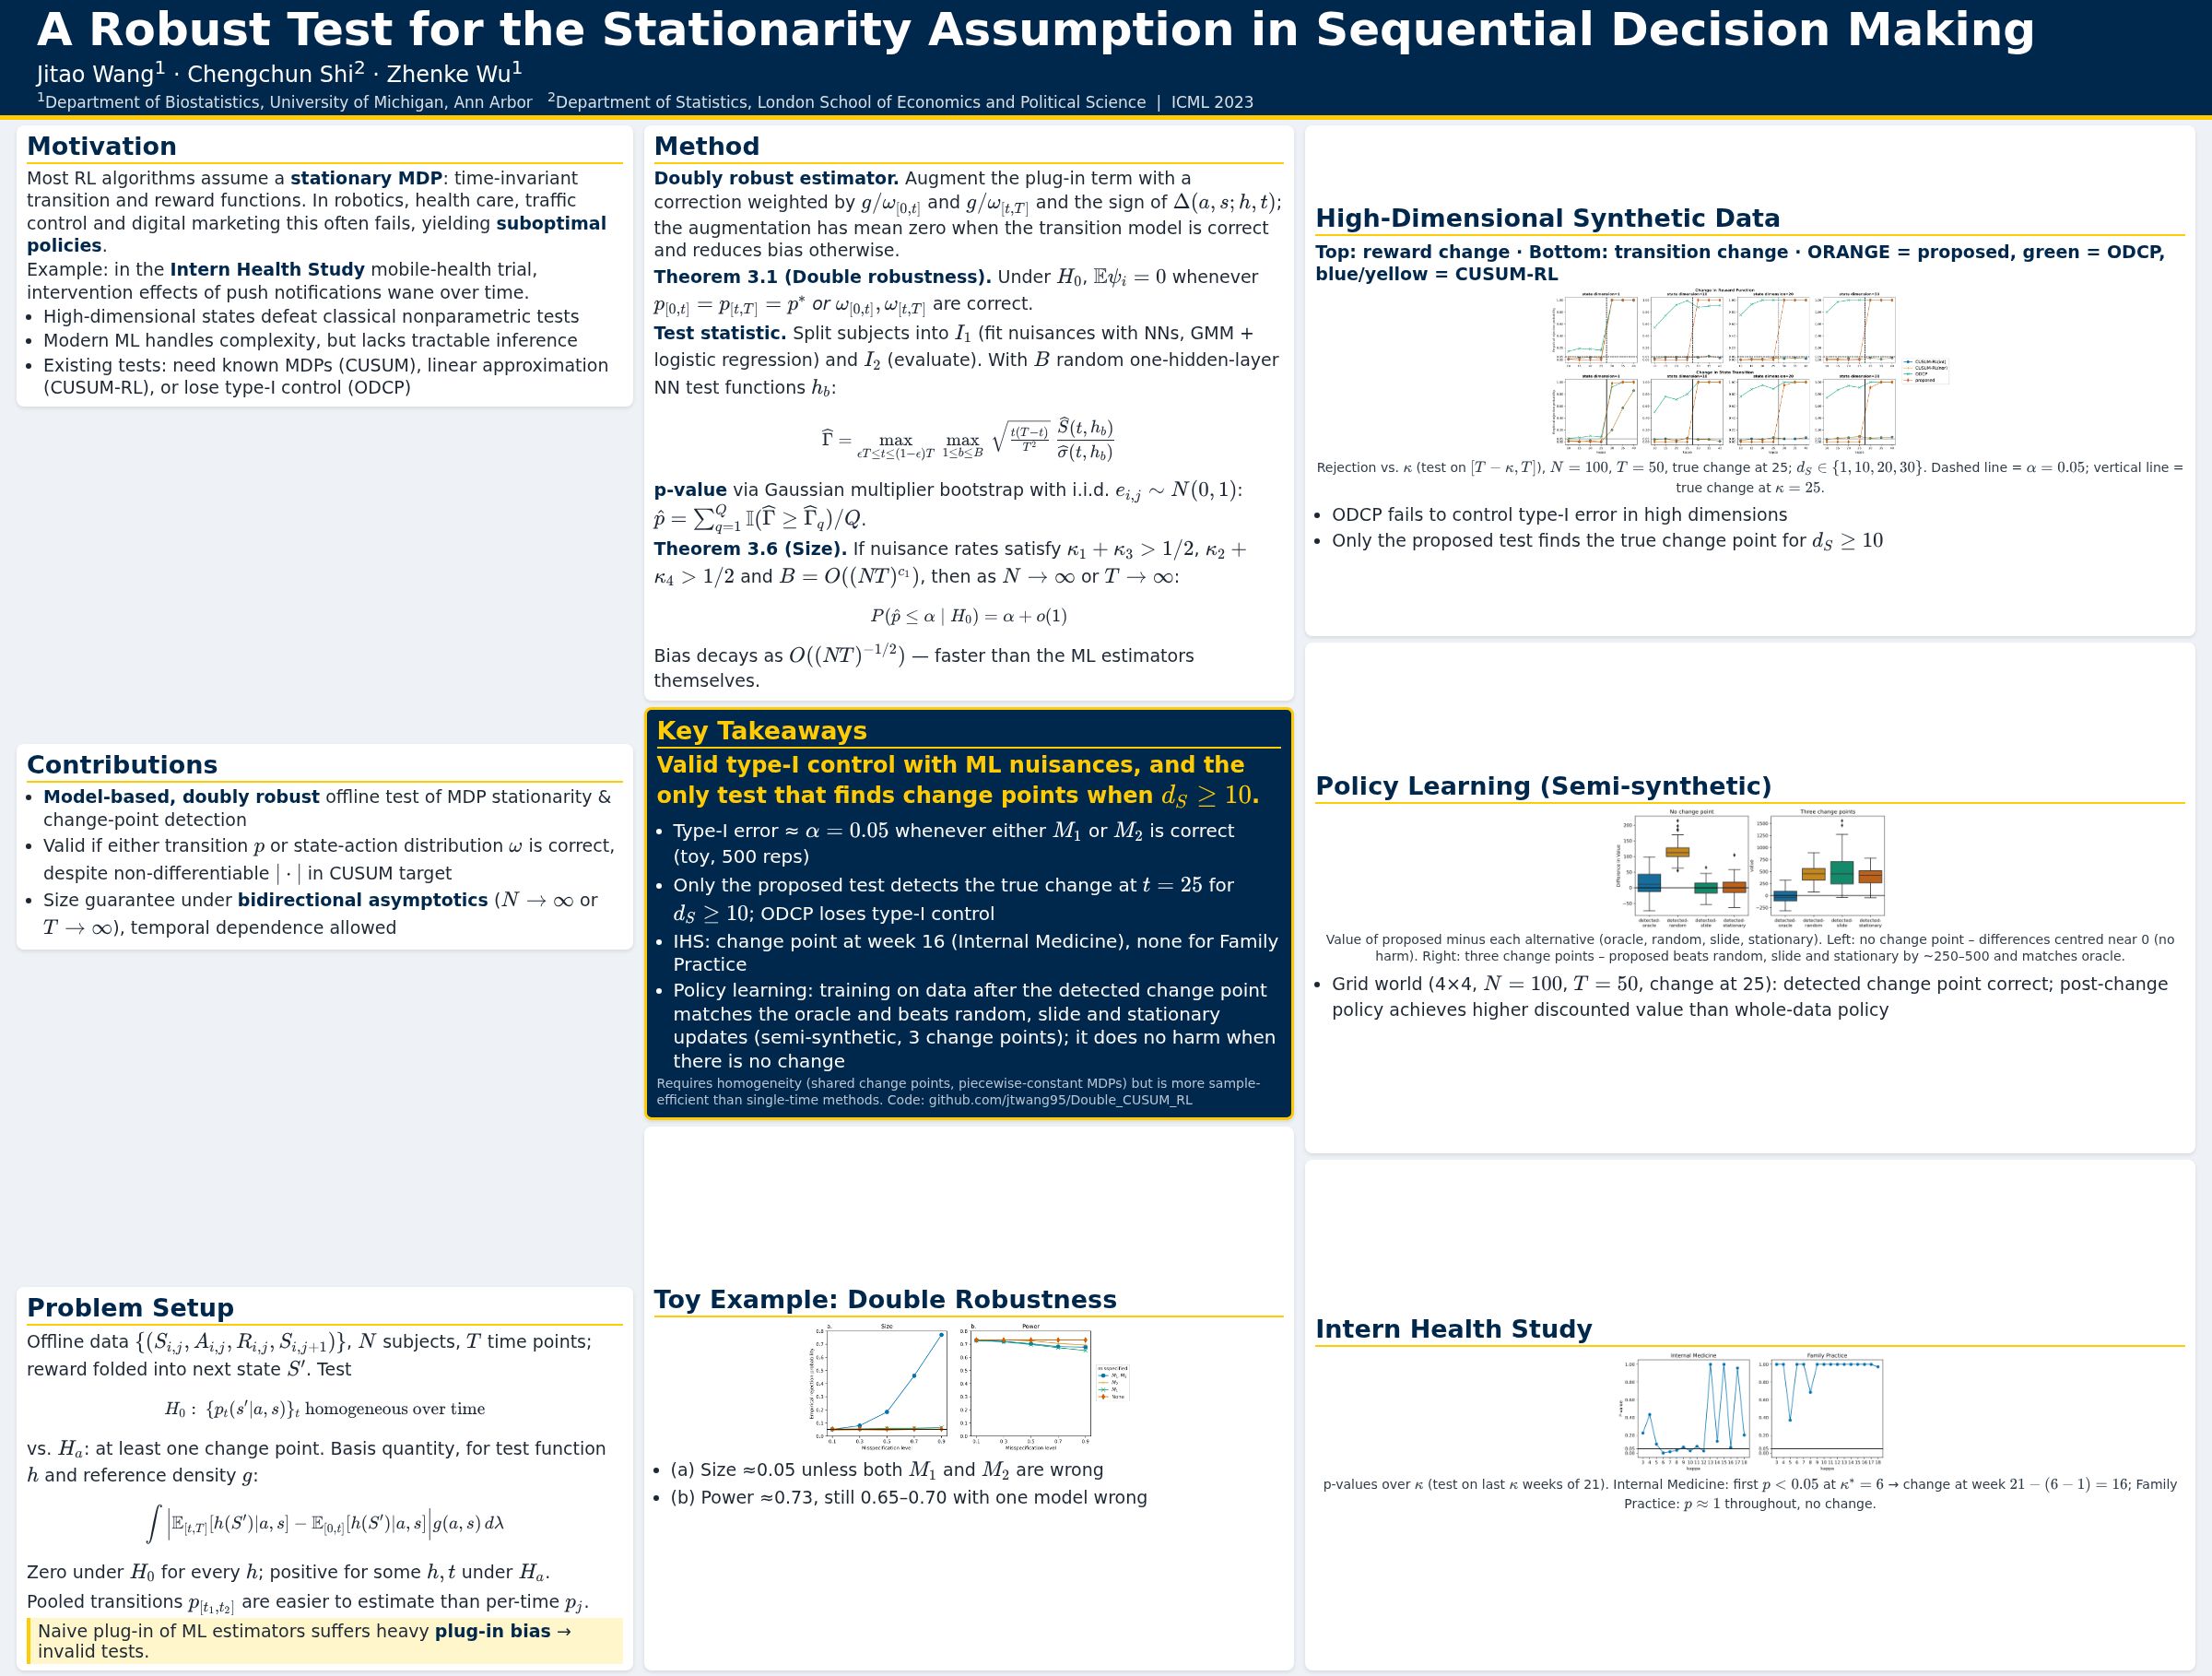 A Robust Test for the Stationarity Assumption in Sequential Decision Making
Jitao Wang¹ · Chengchun Shi² · Zhenke Wu¹
¹Department of Biostatistics, University of Michigan, Ann Arbor ²Department of Statistics, London School of Economics and Political Science | ICML 2023
Motivation
Most RL algorithms assume a stationary MDP: time-invariant
transition and reward functions. In robotics, health care, traffic
control and digital marketing this often fails, yielding suboptimal
policies.
Example: in the Intern Health Study mobile-health trial,
intervention effects of push notifications wane over time.
• High-dimensional states defeat classical nonparametric tests
• Modern ML handles complexity, but lacks tractable inference
• Existing tests: need known MDPs (CUSUM), linear approximation
(CUSUM-RL), or lose type-I control (ODCP)
Contributions
• Model-based, doubly robust offline test of MDP stationarity &
change-point detection
• Valid if either transition p or state-action distribution ω is correct,
despite non-differentiable | · | in CUSUM target
• Size guarantee under bidirectional asymptotics (N → ∞ or
T → ∞), temporal dependence allowed
Problem Setup
Offline data {(S_{i,j}, A_{i,j}, R_{i,j}, S_{i,j+1})}, N subjects, T time points;
reward folded into next state S′. Test
H₀ : {p_t(s′|a, s)}_t homogeneous over time
vs. H_a: at least one change point. Basis quantity, for test function
h and reference density g:
∫ |𝔼_{[t,T]}[h(S′)|a, s] − 𝔼_{[0,t]}[h(S′)|a, s]| g(a, s) dλ
Zero under H₀ for every h; positive for some h, t under H_a.
Pooled transitions p_{[t₁,t₂]} are easier to estimate than per-time p_j.
Naive plug-in of ML estimators suffers heavy plug-in bias →
invalid tests.
Method
Doubly robust estimator. Augment the plug-in term with a
correction weighted by g/ω_{[0,t]} and g/ω_{[t,T]} and the sign of Δ(a, s; h, t);
the augmentation has mean zero when the transition model is correct
and reduces bias otherwise.
Theorem 3.1 (Double robustness). Under H₀, 𝔼ψ_i = 0 whenever
p_{[0,t]} = p_{[t,T]} = p* or ω_{[0,t]}, ω_{[t,T]} are correct.
Test statistic. Split subjects into I₁ (fit nuisances with NNs, GMM +
logistic regression) and I₂ (evaluate). With B random one-hidden-layer
NN test functions h_b:
Γ̂ = max_{ϵT≤t≤(1−ϵ)T} max_{1≤b≤B} √(t(T−t)/T²) Ŝ(t, h_b)/σ̂(t, h_b)
p-value via Gaussian multiplier bootstrap with i.i.d. e_{i,j} ∼ N(0, 1):
p̂ = ∑_{q=1}^{Q} 𝕀(Γ̂ ≥ Γ̂_q)/Q.
Theorem 3.6 (Size). If nuisance rates satisfy κ₁ + κ₃ > 1/2, κ₂ +
κ₄ > 1/2 and B = O((NT)^{c₁}), then as N → ∞ or T → ∞:
P(p̂ ≤ α | H₀) = α + o(1)
Bias decays as O((NT)^{−1/2}) — faster than the ML estimators
themselves.
Key Takeaways
Valid type-I control with ML nuisances, and the
only test that finds change points when d_S ≥ 10.
• Type-I error ≈ α = 0.05 whenever either M₁ or M₂ is correct
(toy, 500 reps)
• Only the proposed test detects the true change at t = 25 for
d_S ≥ 10; ODCP loses type-I control
• IHS: change point at week 16 (Internal Medicine), none for Family
Practice
• Policy learning: training on data after the detected change point
matches the oracle and beats random, slide and stationary
updates (semi-synthetic, 3 change points); it does no harm when
there is no change
Requires homogeneity (shared change points, piecewise-constant MDPs) but is more sample-
efficient than single-time methods. Code: github.com/jtwang95/Double_CUSUM_RL
Toy Example: Double Robustness
a. Size
b. Power
Misspecification level
Misspecification level
• (a) Size ≈0.05 unless both M₁ and M₂ are wrong
• (b) Power ≈0.73, still 0.65–0.70 with one model wrong
High-Dimensional Synthetic Data
Top: reward change · Bottom: transition change · ORANGE = proposed, green = ODCP,
blue/yellow = CUSUM-RL
Change in Reward Function
Change in State Transition
ODCP
proposed
Rejection vs. κ (test on [T − κ, T]), N = 100, T = 50, true change at 25; d_S ∈ {1, 10, 20, 30}. Dashed line = α = 0.05; vertical line =
true change at κ = 25.
• ODCP fails to control type-I error in high dimensions
• Only the proposed test finds the true change point for d_S ≥ 10
Policy Learning (Semi-synthetic)
No change point
Three change points
Difference in Value
detected-oracle detected-random detected-slide detected-stationary
detected-oracle detected-random detected-slide detected-stationary
Value of proposed minus each alternative (oracle, random, slide, stationary). Left: no change point – differences centred near 0 (no
harm). Right: three change points – proposed beats random, slide and stationary by ~250–500 and matches oracle.
• Grid world (4×4, N = 100, T = 50, change at 25): detected change point correct; post-change
policy achieves higher discounted value than whole-data policy
Intern Health Study
Internal Medicine
Family Practice
p-values over κ (test on last κ weeks of 21). Internal Medicine: first p < 0.05 at κ* = 6 → change at week 21 − (6 − 1) = 16; Family
Practice: p ≈ 1 throughout, no change.